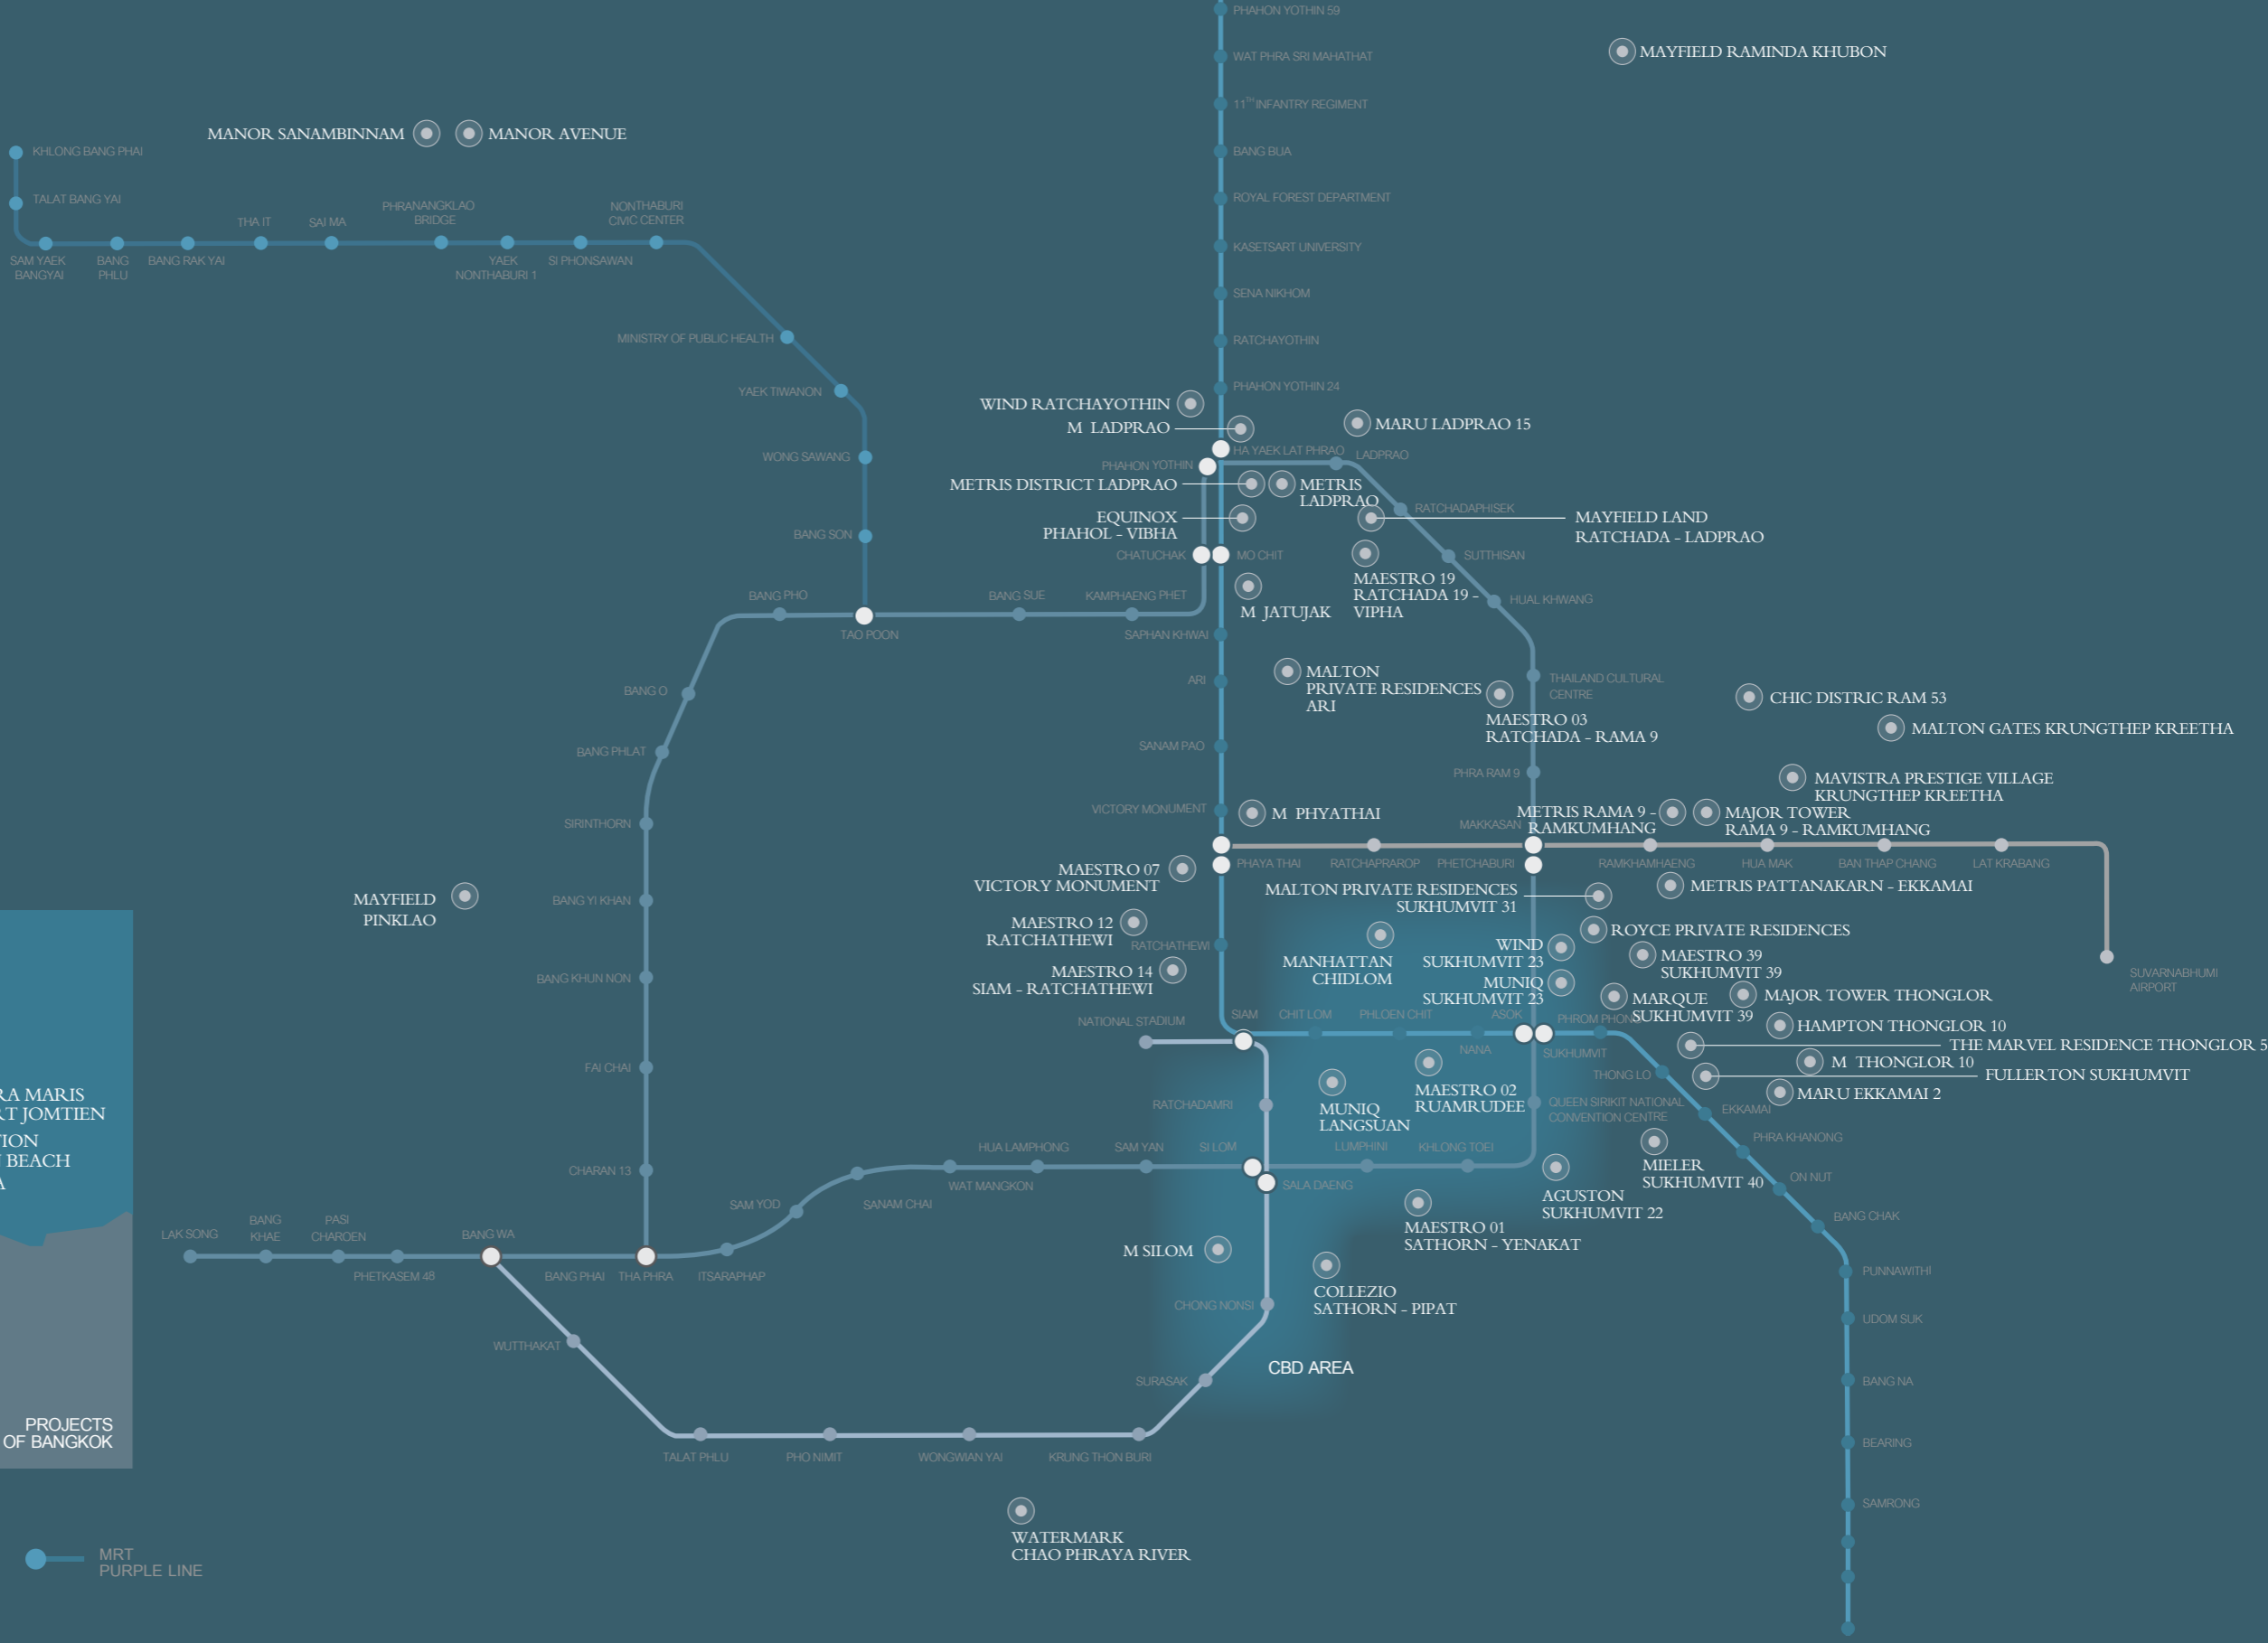 PHAHON YOTHIN 59
MAYFIELD RAMINDA KHUBON
WAT PHRA SRI MAHATHAT
11TH INFANTRY REGIMENT
MANOR SANAMBINNAM
MANOR AVENUE
KHLONG BANG PHAI
BANG BUA
TALAT BANG YAI
ROYAL FOREST DEPARTMENT
THA IT
SAI MA
PHRANANGKLAO
BRIDGE
NONTHABURI
CIVIC CENTER
KASETSART UNIVERSITY
SAM YAEK
BANGYAI
BANG
PHLU
BANG RAK YAI
YAEK
NONTHABURI 1
SI PHONSAWAN
SENA NIKHOM
MINISTRY OF PUBLIC HEALTH
RATCHAYOTHIN
YAEK TIWANON
PHAHON YOTHIN 24
WIND RATCHAYOTHIN
M LADPRAO
MARU LADPRAO 15
HA YAEK LAT PHRAO
LADPRAO
WONG SAWANG
PHAHON YOTHIN
METRIS DISTRICT LADPRAO
METRIS
LADPRAO
RATCHADAPHISEK
EQUINOX
PHAHOL - VIBHA
MAYFIELD LAND
RATCHADA - LADPRAO
BANG SON
CHATUCHAK
MO CHIT
SUTTHISAN
MAESTRO 19
RATCHADA 19 -
VIPHA
M JATUJAK
BANG PHO
BANG SUE
KAMPHAENG PHET
HUAL KHWANG
TAO POON
SAPHAN KHWAI
BANG O
ARI
MALTON
PRIVATE RESIDENCES
ARI
THAILAND CULTURAL
CENTRE
CHIC DISTRIC RAM 53
MAESTRO 03
RATCHADA - RAMA 9
MALTON GATES KRUNGTHEP KREETHA
BANG PHLAT
SANAM PAO
PHRA RAM 9
MAVISTRA PRESTIGE VILLAGE
KRUNGTHEP KREETHA
VICTORY MONUMENT
M PHYATHAI
METRIS RAMA 9 -
RAMKUMHANG
MAJOR TOWER
RAMA 9 - RAMKUMHANG
SIRINTHORN
MAKKASAN
PHAYA THAI
RATCHAPRAROP
PHETCHABURI
RAMKHAMHAENG
HUA MAK
BAN THAP CHANG
LAT KRABANG
MAESTRO 07
VICTORY MONUMENT
MALTON PRIVATE RESIDENCES
SUKHUMVIT 31
METRIS PATTANAKARN - EKKAMAI
MAYFIELD
PINKLAO
BANG YI KHAN
MAESTRO 12
RATCHATHEWI
RATCHATHEWI
ROYCE PRIVATE RESIDENCES
WIND
SUKHUMVIT 23
MANHATTAN
CHIDLOM
MAESTRO 39
SUKHUMVIT 39
MAESTRO 14
SIAM - RATCHATHEWI
BANG KHUN NON
MUNIQ
SUKHUMVIT 23
MARQUE
SUKHUMVIT 39
MAJOR TOWER THONGLOR
SUVARNABHUMI
AIRPORT
NATIONAL STADIUM
SIAM
CHIT LOM
PHLOEN CHIT
ASOK
PHROM PHONG
HAMPTON THONGLOR 10
NANA
SUKHUMVIT
THE MARVEL RESIDENCE THONGLOR 5
M THONGLOR 10
FAI CHAI
THONG LO
FULLERTON SUKHUMVIT
MAESTRO 02
RUAMRUDEE
MARU EKKAMAI 2
RA MARIS
RT JOMTIEN
TION
BEACH
A
RATCHADAMRI
MUNIQ
LANGSUAN
QUEEN SIRIKIT NATIONAL
CONVENTION CENTRE
EKKAMAI
PHRA KHANONG
HUA LAMPHONG
SAM YAN
SI LOM
LUMPHINI
KHLONG TOEI
CHARAN 13
WAT MANGKON
SALA DAENG
MIELER
SUKHUMVIT 40
ON NUT
SAM YOD
SANAM CHAI
AGUSTON
SUKHUMVIT 22
BANG CHAK
LAK SONG
BANG
KHAE
PASI
CHAROEN
BANG WA
MAESTRO 01
SATHORN - YENAKAT
M SILOM
PHETKASEM 48
BANG PHAI
THA PHRA
ITSARAPHAP
PUNNAWITHI
COLLEZIO
SATHORN - PIPAT
CHONG NONSI
UDOM SUK
WUTTHAKAT
CBD AREA
SURASAK
BANG NA
PROJECTS
OF BANGKOK
BEARING
TALAT PHLU
PHO NIMIT
WONGWIAN YAI
KRUNG THON BURI
SAMRONG
WATERMARK
CHAO PHRAYA RIVER
MRT
PURPLE LINE